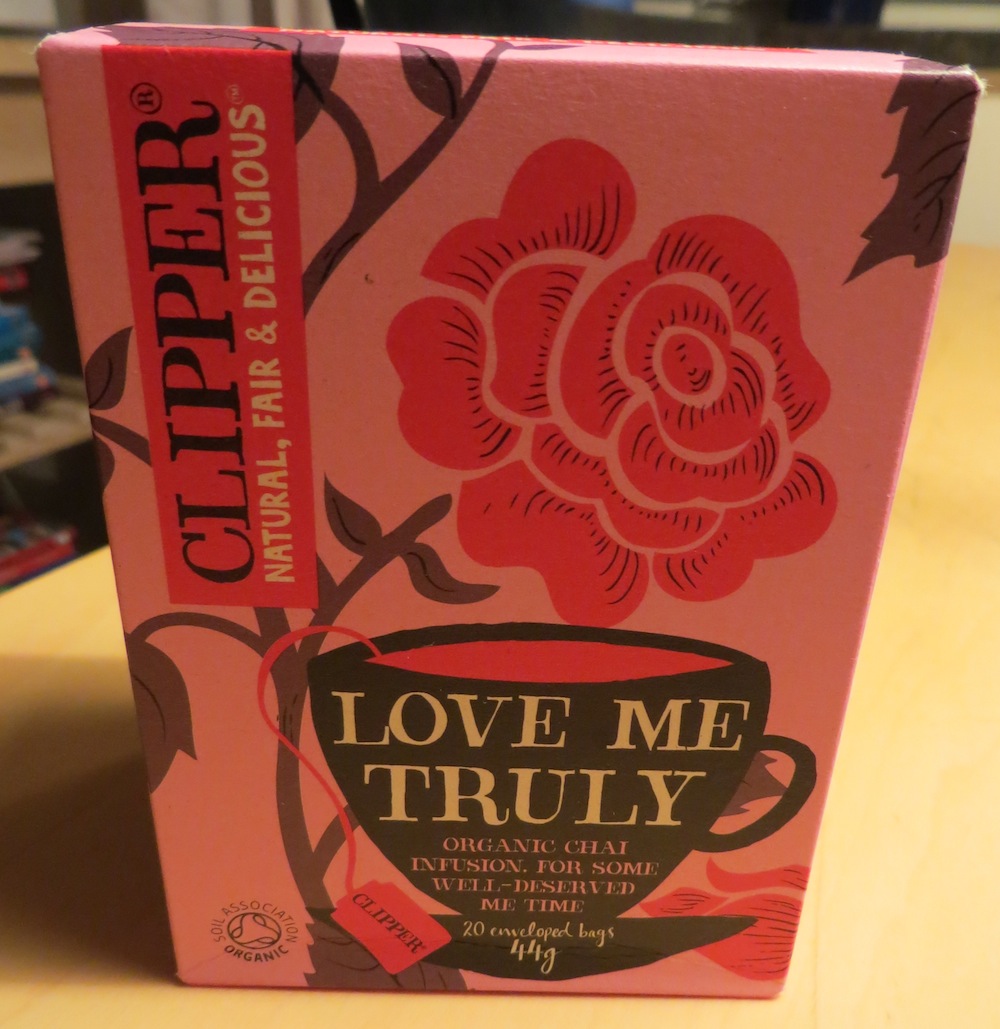 CLIPPER®
NATURAL, FAIR & DELICIOUS™
LOVE ME
TRULY
ORGANIC CHAI
INFUSION. FOR SOME
WELL-DESERVED
ME TIME
20 enveloped bags
44g
CLIPPER®
SOIL ASSOCIATION
ORGANIC